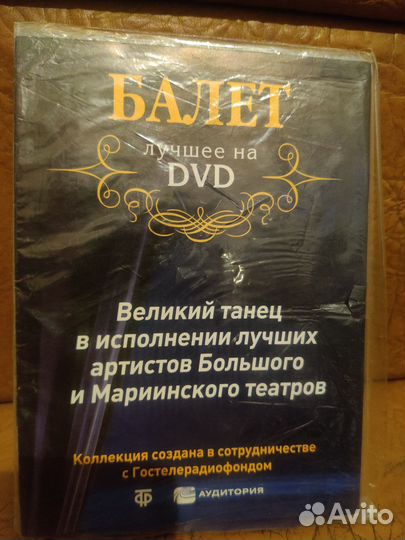 БАЛЕТ
лучшее на
DVD
Великий танец
в исполнении лучших
артистов Большого
и Мариинского театров
Коллекция создана в сотрудничестве
с Гостелерадиофондом
АУДИТОРИЯ
Avito